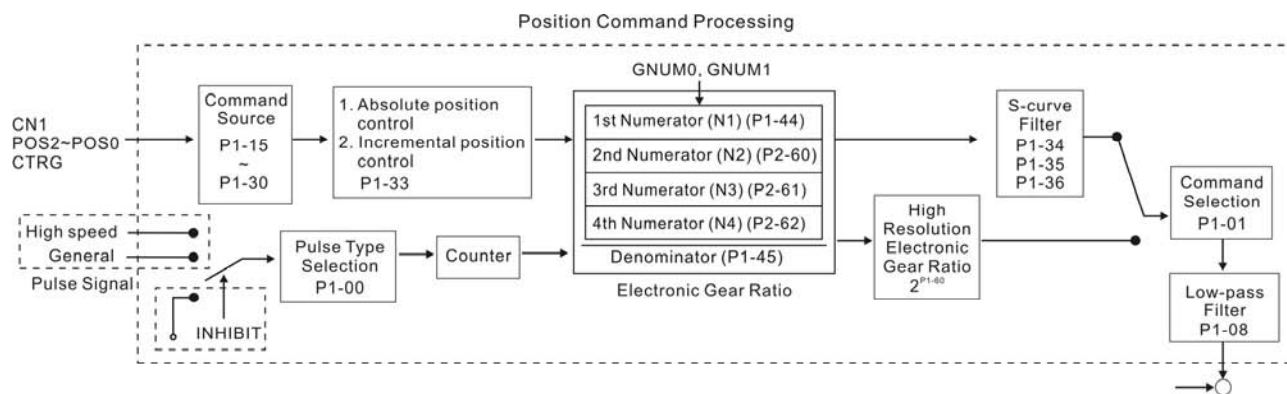 Position Command Processing
GNUM0, GNUM1
CN1
POS2~POS0
CTRG
Command
Source
P1-15
~
P1-30
1. Absolute position
control
2. Incremental position
control
P1-33
1st Numerator (N1) (P1-44)
2nd Numerator (N2) (P2-60)
3rd Numerator (N3) (P2-61)
4th Numerator (N4) (P2-62)
Denominator (P1-45)
Electronic Gear Ratio
S-curve
Filter
P1-34
P1-35
P1-36
High speed
General
Pulse Signal
INHIBIT
Pulse Type
Selection
P1-00
Counter
High
Resolution
Electronic
Gear Ratio
2^P1-60
Command
Selection
P1-01
Low-pass
Filter
P1-08